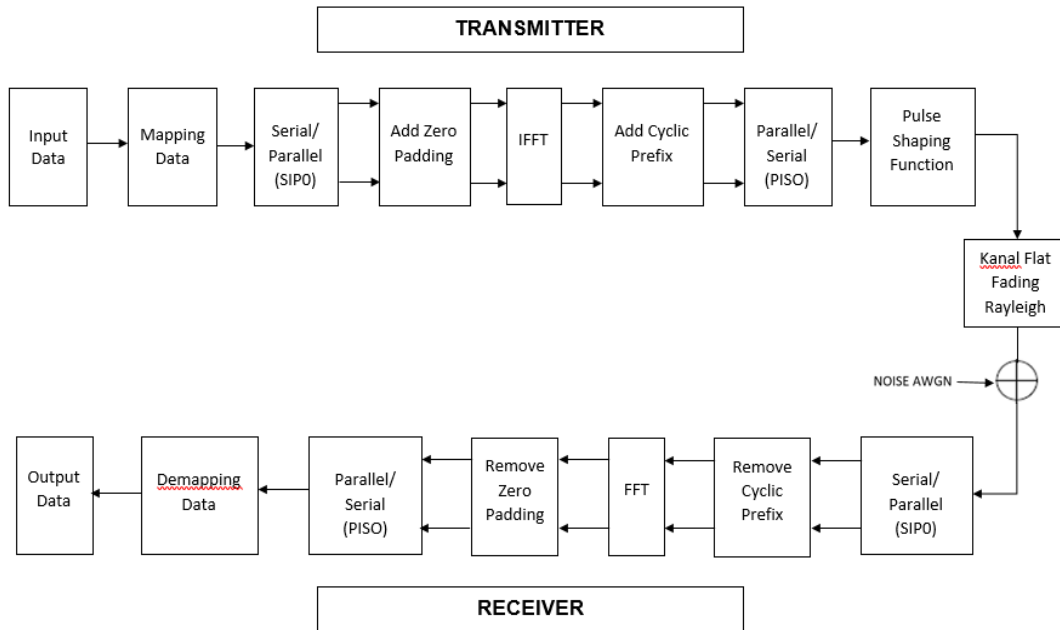 TRANSMITTER
Input
Data
Mapping
Data
Serial/
Parallel
(SIP0)
Add Zero
Padding
IFFT
Add Cyclic
Prefix
Parallel/
Serial
(PISO)
Pulse
Shaping
Function
Kanal Flat
Fading
Rayleigh
NOISE AWGN
Output
Data
Demapping
Data
Parallel/
Serial
(PISO)
Remove
Zero
Padding
FFT
Remove
Cyclic
Prefix
Serial/
Parallel
(SIP0)
RECEIVER